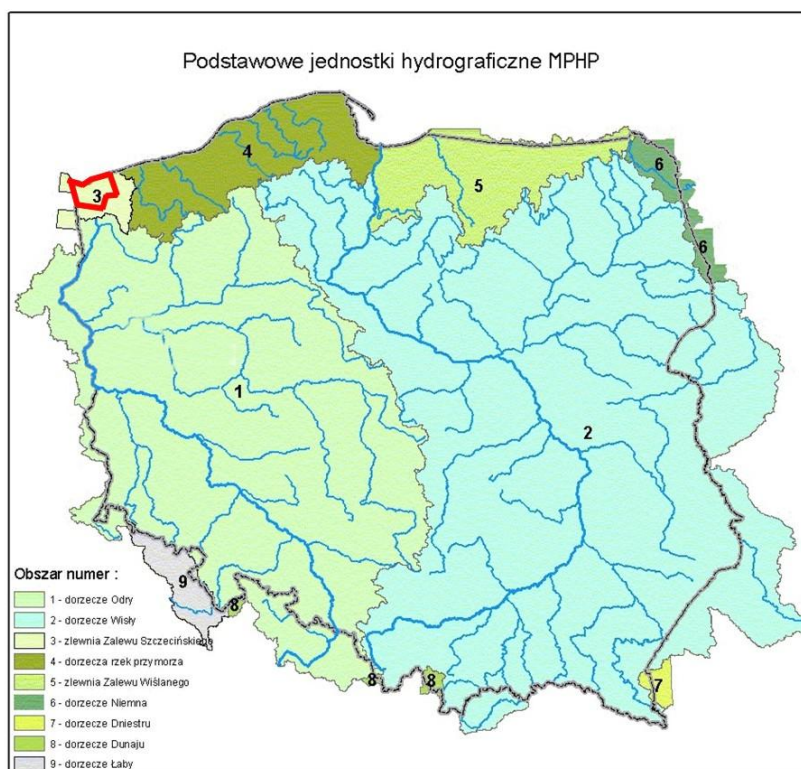 Podstawowe jednostki hydrograficzne MPHP
4
3
5
6
6
1
2
9
8
8
8
7
Obszar numer :
1 - dorzecze Odry
2 - dorzecze Wisły
3 - zlewnia Zalewu Szczecińskiego
4 - dorzecza rzek przymorza
5 - zlewnia Zalewu Wiślanego
6 - dorzecze Niemna
7 - dorzecze Dniestru
8 - dorzecze Dunaju
9 - dorzecze Łaby